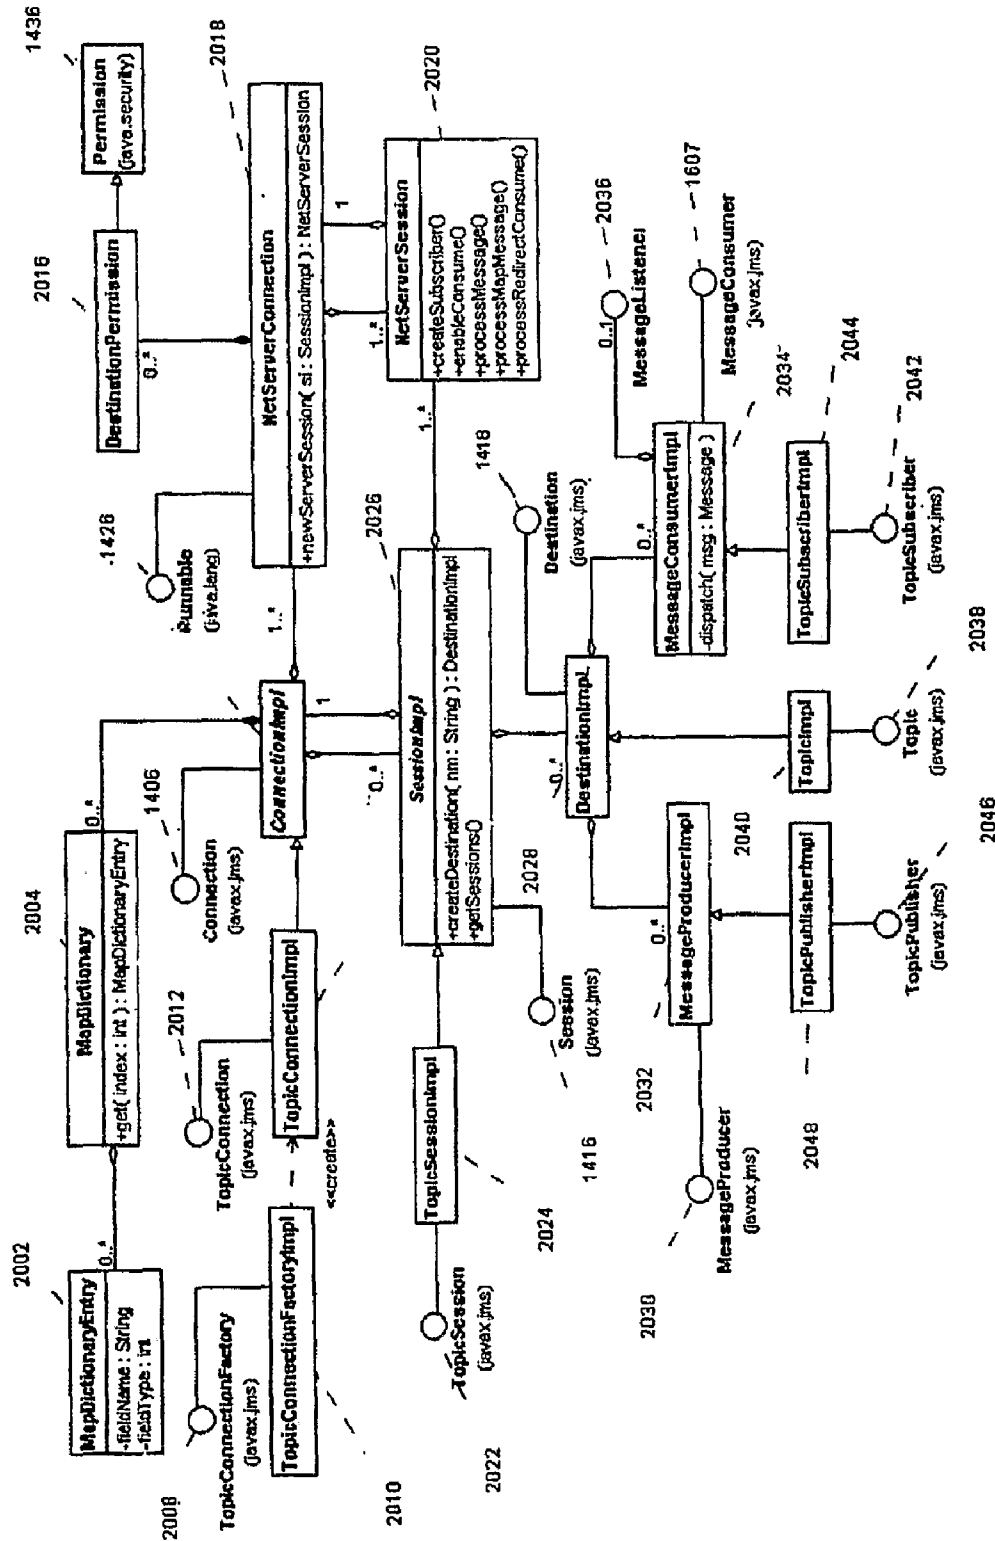 2002
2004
2016
1436
MapDictionaryEntry
+fieldName : String
-fieldType : int
0..*
MapDictionary
+get( index : int ) : MapDictionaryEntry
0..*
DestinationPermission
0..*
Permission
(java.security)
2008
TopicConnectionFactory
(javax.jms)
TopicConnectionFactoryImpl
2010
2012
TopicConnection
(javax.jms)
TopicConnectionImpl
<<create>>
1406
Connection
(javax.jms)
ConnectionImpl
1..*
1
0..*
1426
Runnable
(java.lang)
2018
NetServerConnection
+newServerSession( si : SessionImpl ) : NetServerSession
1
1..*
2020
NetServerSession
+createSubscriber()
+enableConsume()
+processMessage()
+processMapMessage()
+processRedirectConsume()
1..*
2026
SessionImpl
+createDestination( nm : String ) : DestinationImpl
+getSessions()
2028
TopicSessionImpl
2024
TopicSession
(javax.jms)
2022
Session
(javax.jms)
1416
1418
Destination
(javax.jms)
0..*
DestinationImpl
2036
0..1
MessageListener
1607
MessageConsumer
(javax.jms)
0..*
MessageConsumerImpl
-dispatch( msg : Message )
2034
2032
0..*
MessageProducerImpl
2030
MessageProducer
(javax.jms)
2040
TopicImpl
2044
TopicSubscriberImpl
2048
TopicPublisherImpl
TopicPublisher
(javax.jms)
2046
Topic
(javax.jms)
2038
TopicSubscriber
(javax.jms)
2042